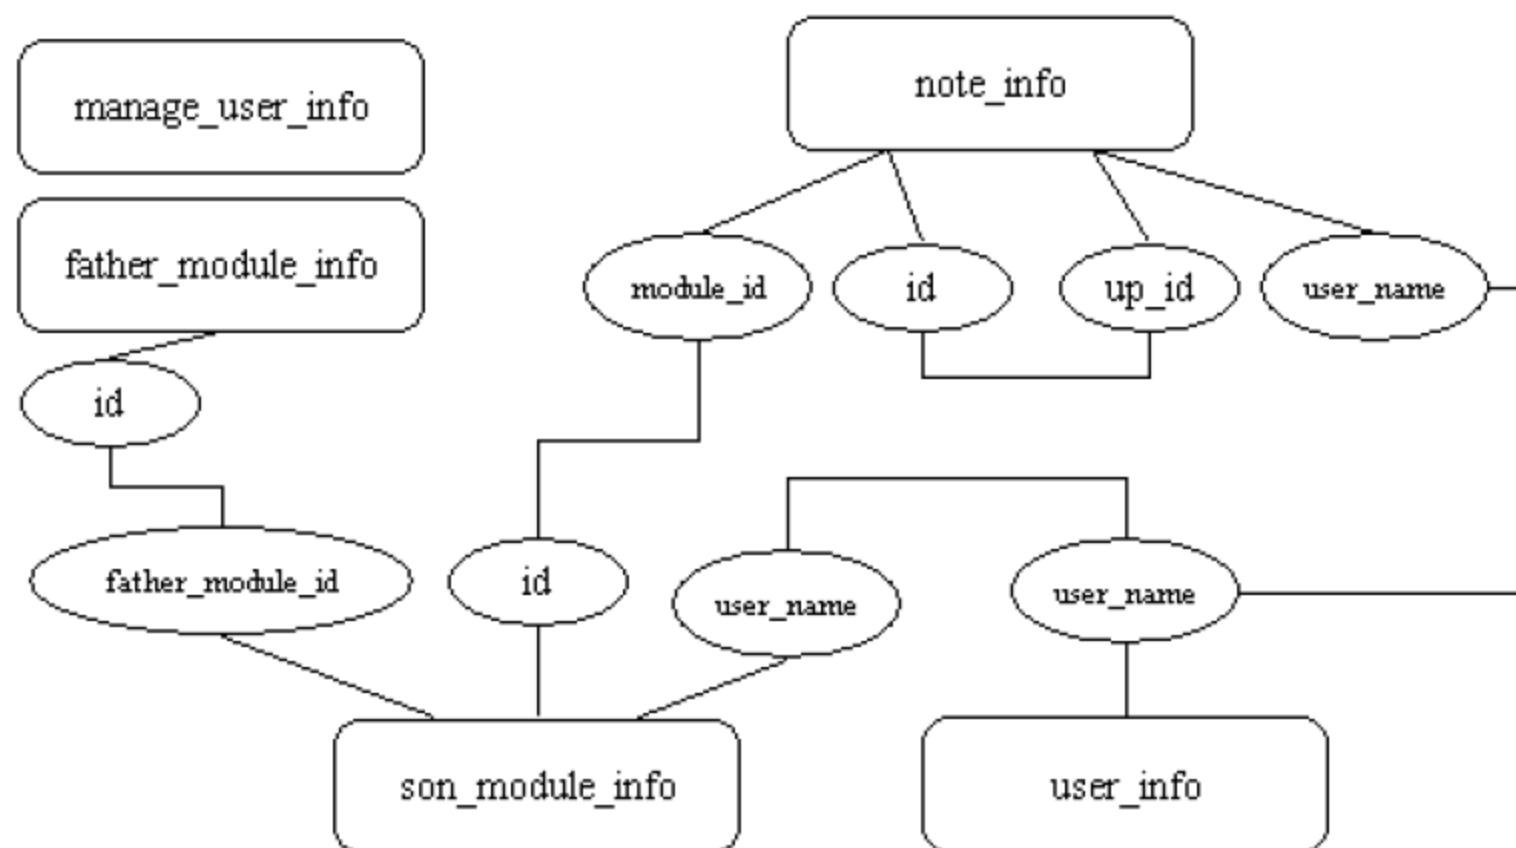 manage_user_info
note_info
father_module_info
module_id
id
up_id
user_name
id
father_module_id
id
user_name
user_name
son_module_info
user_info